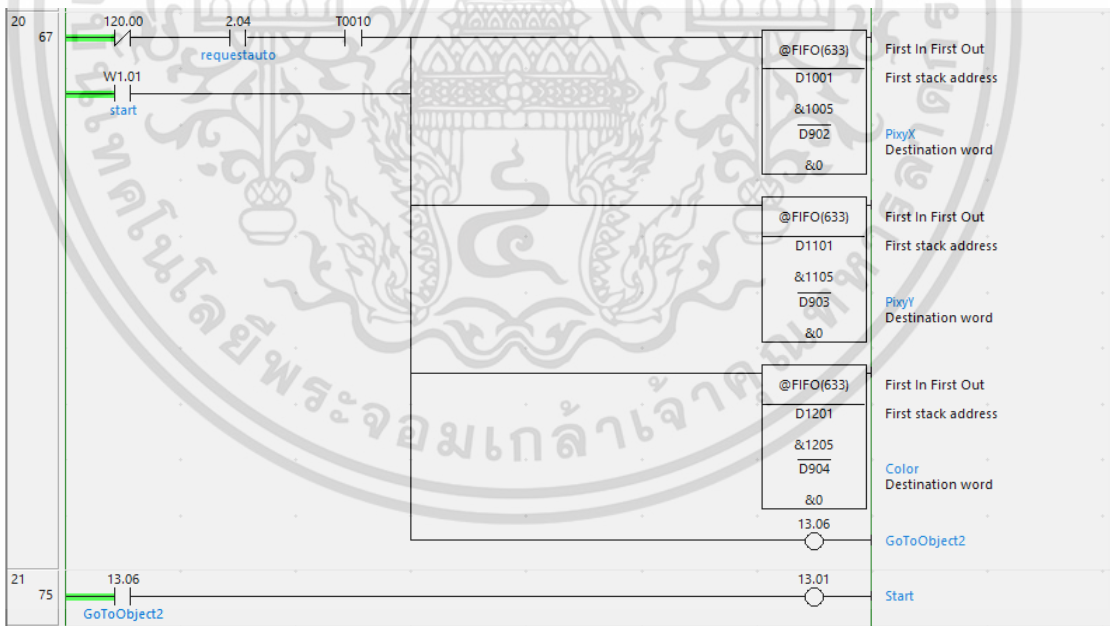 20 67
120.00 2.04 T0010
requestauto
W1.01
start
@FIFO(633) First In First Out
D1001 First stack address
&1005
D902 PixyX
Destination word
&0
@FIFO(633) First In First Out
D1101 First stack address
&1105
D903 PixyY
Destination word
&0
@FIFO(633) First In First Out
D1201 First stack address
&1205
D904 Color
Destination word
&0
13.06
GoToObject2
21 75
13.06 13.01
Start
GoToObject2